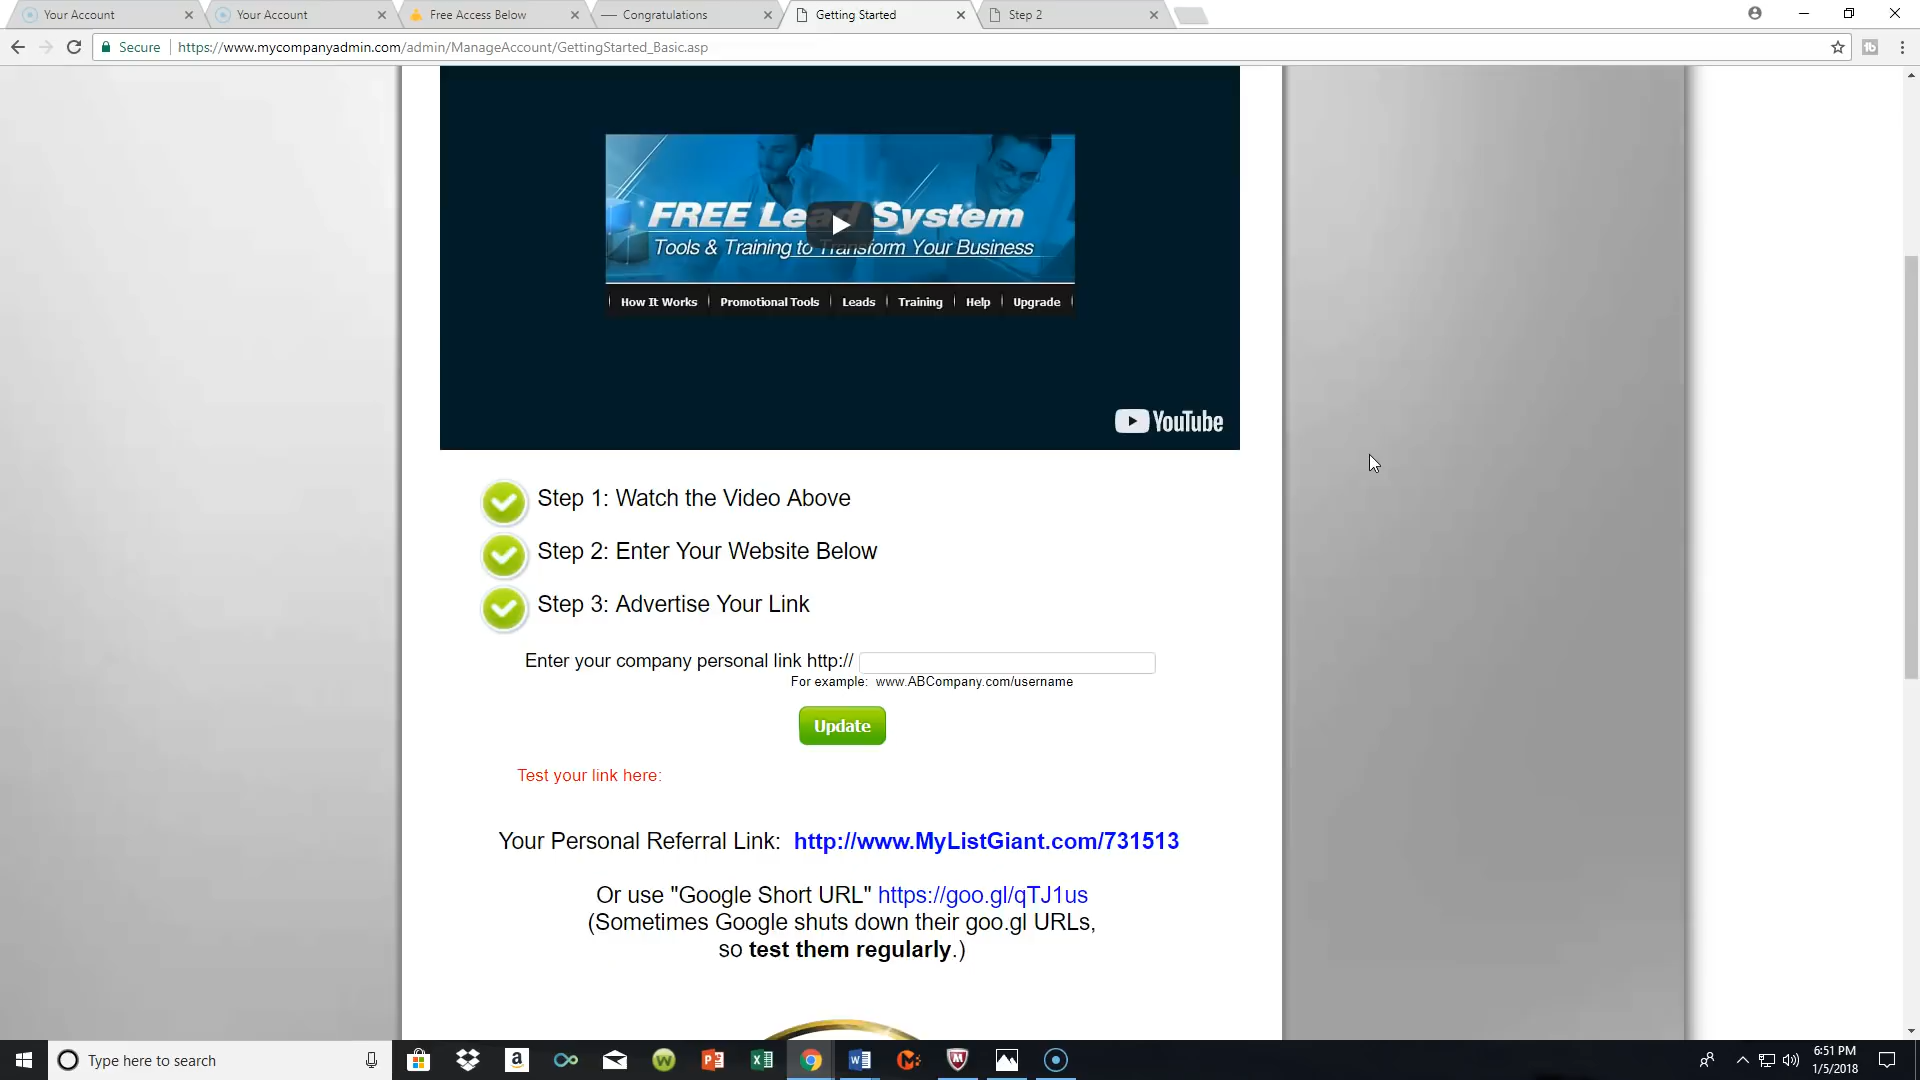 Your Account
Your Account
Free Access Below
Congratulations
Getting Started
Step 2
Secure https://www.mycompanyadmin.com/admin/ManageAccount/GettingStarted_Basic.asp
FREE Lead System
Tools & Training to Transform Your Business
How It Works
Promotional Tools
Leads
Training
Help
Upgrade
YouTube
Step 1: Watch the Video Above
Step 2: Enter Your Website Below
Step 3: Advertise Your Link
Enter your company personal link http://
For example: www.ABCompany.com/username
Update
Test your link here:
Your Personal Referral Link: http://www.MyListGiant.com/731513
Or use "Google Short URL" https://goo.gl/qTJ1us
(Sometimes Google shuts down their goo.gl URLs,
so test them regularly.)
Type here to search
6:51 PM
1/5/2018